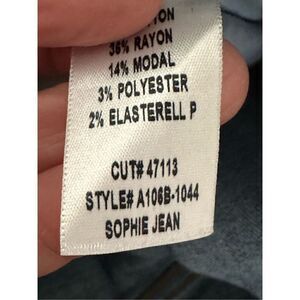 36% RAYON
14% MODAL
3% POLYESTER
2% ELASTERELL P
CUT# 47113
STYLE# A106B-1044
SOPHIE JEAN